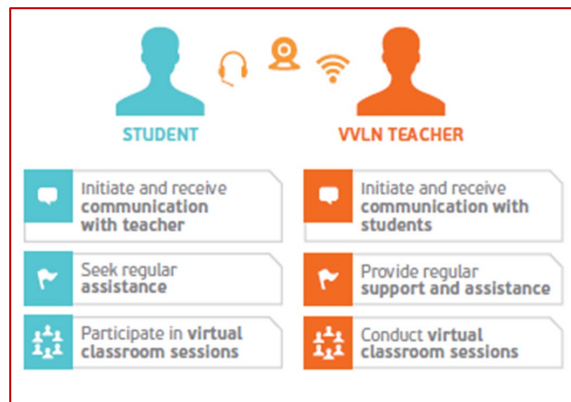 STUDENT
VVLN TEACHER
Initiate and receive
communication
with teacher
Initiate and receive
communication with
students
Seek regular
assistance
Provide regular
support and assistance
Participate in virtual
classroom sessions
Conduct virtual
classroom sessions